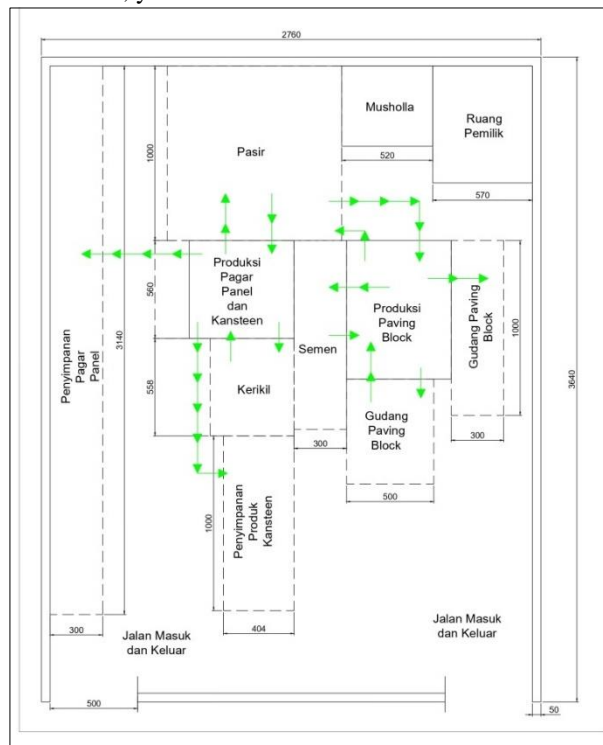 2760
Musholla
Ruang
Pemilik
Pasir
1000
520
570
Produksi
Pagar
Panel
dan
Kansteen
560
Produksi
Paving
Block
Gudang Paving
Block
1000
Penyimpanan
Pagar
Panel
3140
Semen
3640
558
Kerikil
Gudang
Paving
Block
300
300
500
1000
Penyimpanan
Produk
Kansteen
300
404
Jalan Masuk
dan Keluar
Jalan Masuk
dan Keluar
500
50